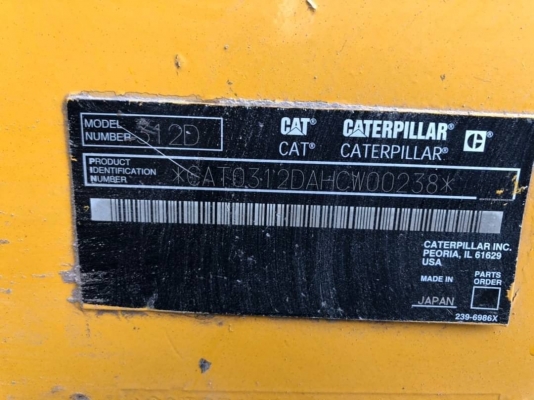 MODEL NUMBER 312D
CAT® CATERPILLAR® C
CAT® CATERPILLAR®
PRODUCT IDENTIFICATION NUMBER *CAT0312DAHCW00238*
CATERPILLAR INC.
PEORIA, IL 61629
USA
MADE IN
PARTS ORDER
JAPAN
239-6986X